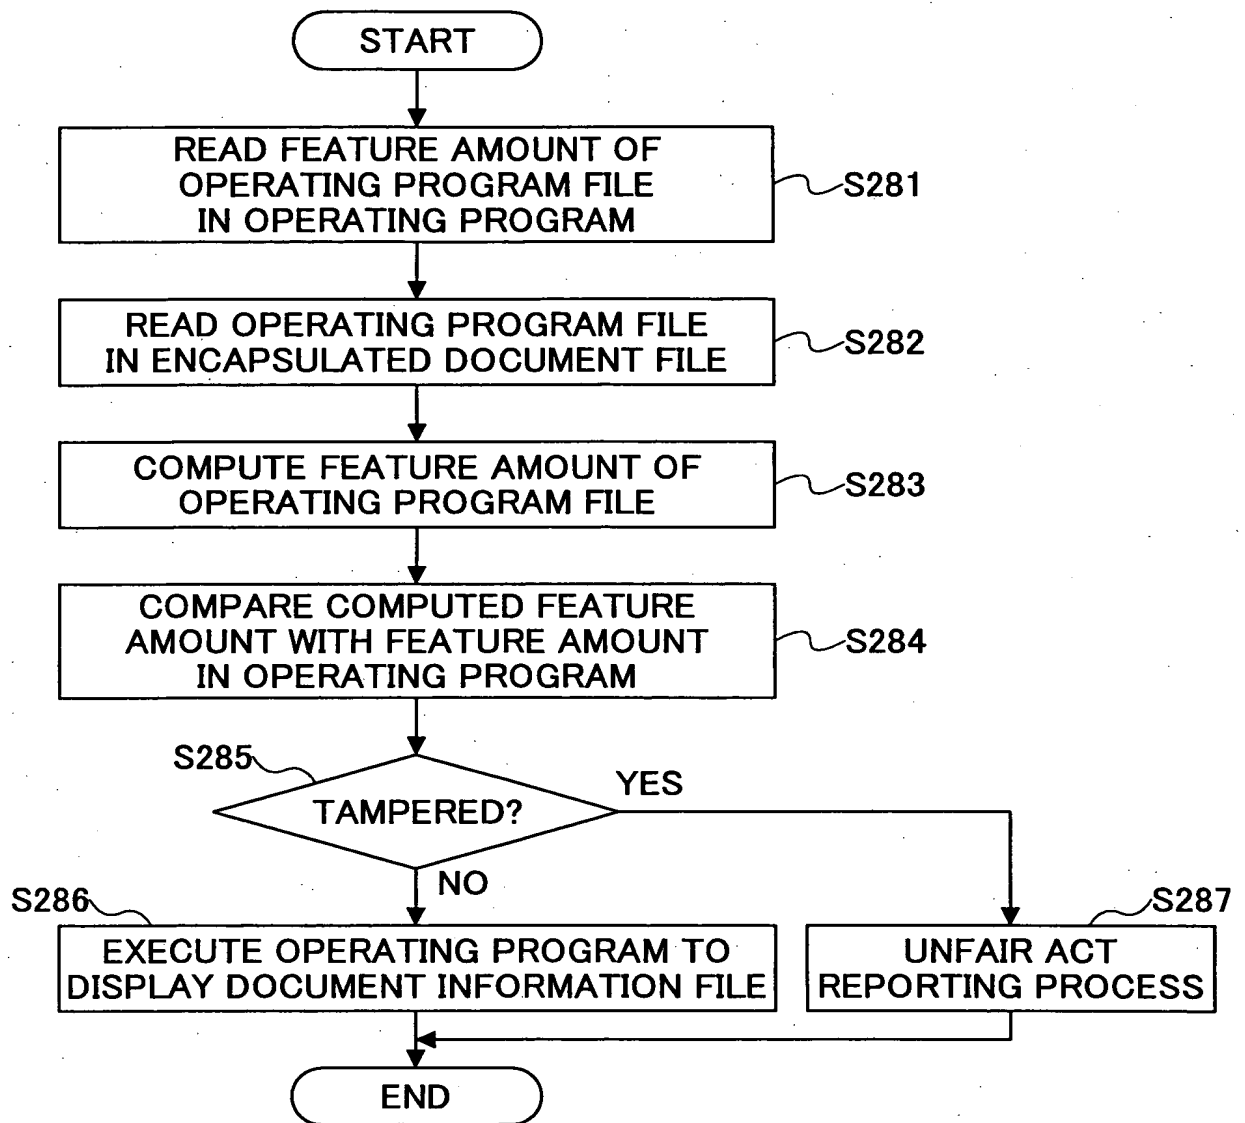 START
READ FEATURE AMOUNT OF
OPERATING PROGRAM FILE
IN OPERATING PROGRAM
S281
READ OPERATING PROGRAM FILE
IN ENCAPSULATED DOCUMENT FILE
S282
COMPUTE FEATURE AMOUNT OF
OPERATING PROGRAM FILE
S283
COMPARE COMPUTED FEATURE
AMOUNT WITH FEATURE AMOUNT
IN OPERATING PROGRAM
S284
S285
TAMPERED?
YES
NO
S286
EXECUTE OPERATING PROGRAM TO
DISPLAY DOCUMENT INFORMATION FILE
S287
UNFAIR ACT
REPORTING PROCESS
END